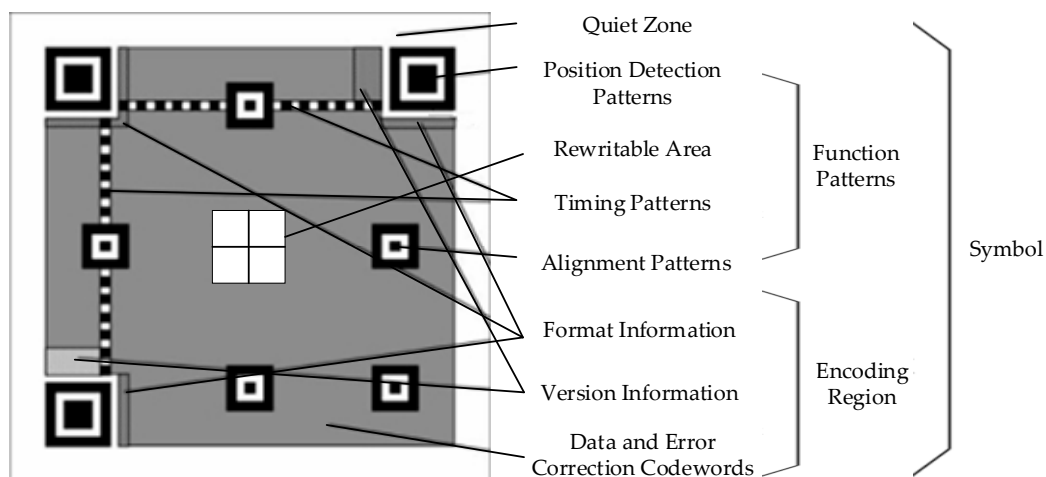 Quiet Zone
Position Detection
Patterns
Rewritable Area
Timing Patterns
Alignment Patterns
Format Information
Version Information
Data and Error
Correction Codewords
Function
Patterns
Encoding
Region
Symbol